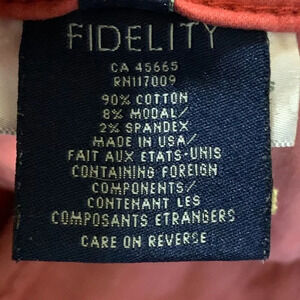 FIDELITY
CA 45665
RN117009
90% COTTON
8% MODAL/
2% SPANDEX
MADE IN USA/
FAIT AUX ETATS-UNIS
CONTAINING FOREIGN
COMPONENTS/
CONTENANT LES
COMPOSANTS ETRANGERS
CARE ON REVERSE